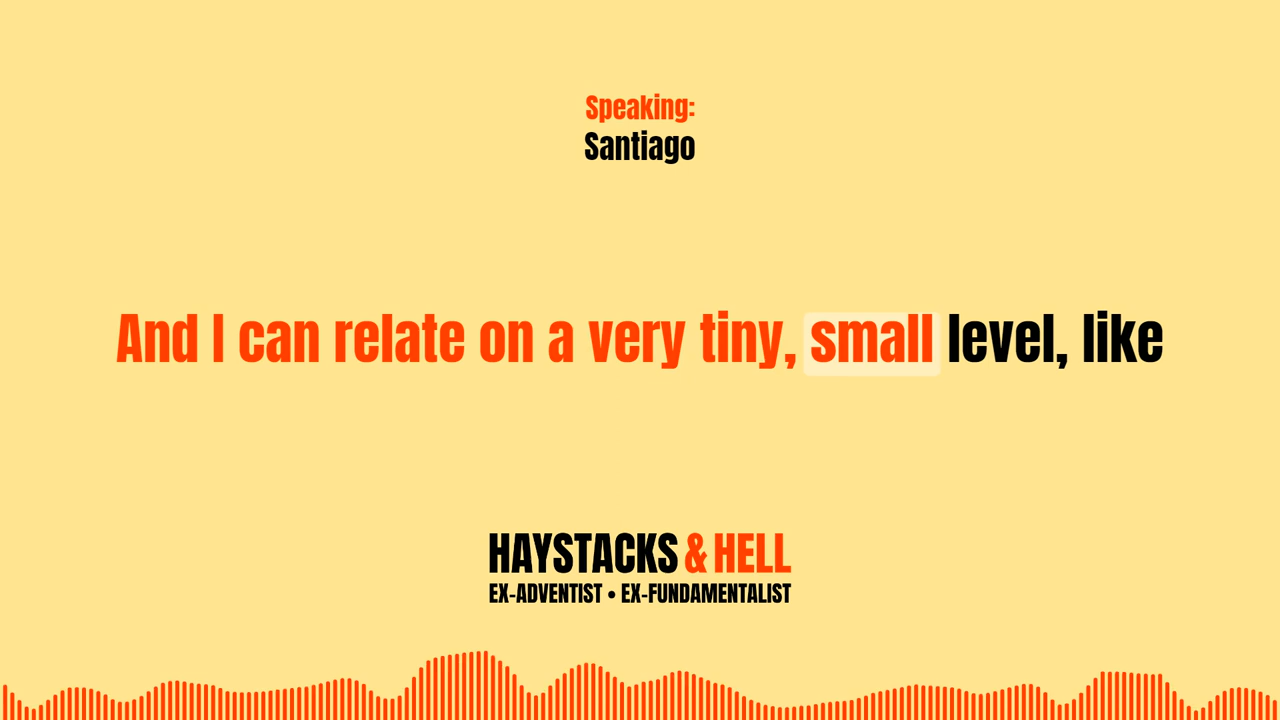 Speaking:
Santiago
And I can relate on a very tiny, small level, like
HAYSTACKS & HELL
EX-ADVENTIST • EX-FUNDAMENTALIST